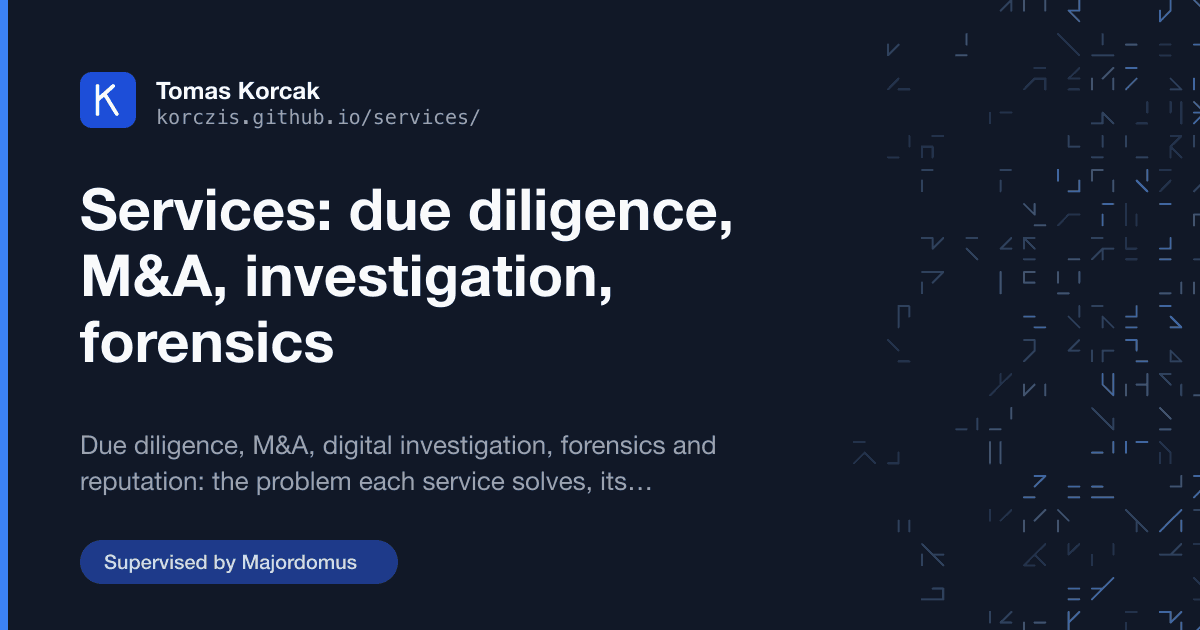 K
Tomas Korcak
korczis.github.io/services/
Services: due diligence,
M&A, investigation,
forensics
Due diligence, M&A, digital investigation, forensics and
reputation: the problem each service solves, its…
Supervised by Majordomus